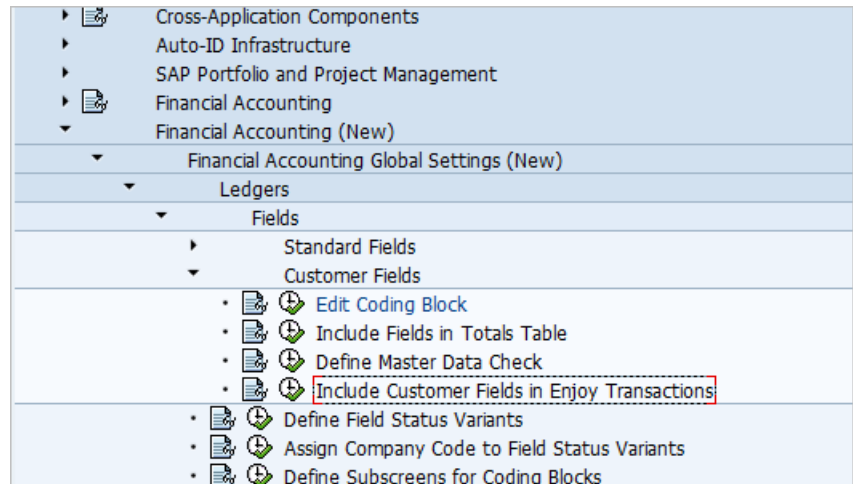 Cross-Application Components
Auto-ID Infrastructure
SAP Portfolio and Project Management
Financial Accounting
Financial Accounting (New)
Financial Accounting Global Settings (New)
Ledgers
Fields
Standard Fields
Customer Fields
Edit Coding Block
Include Fields in Totals Table
Define Master Data Check
Include Customer Fields in Enjoy Transactions
Define Field Status Variants
Assign Company Code to Field Status Variants
Define Subscreens for Coding Blocks